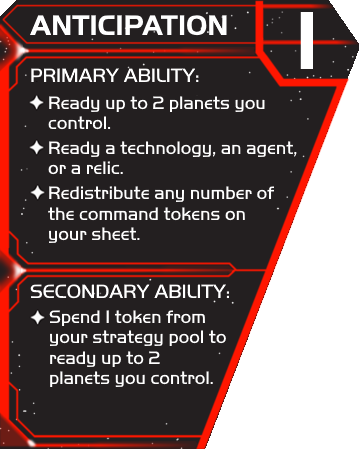 ANTICIPATION
1
PRIMARY ABILITY:
✦ Ready up to 2 planets you
control.
✦ Ready a technology, an agent,
or a relic.
✦ Redistribute any number of
the command tokens on
your sheet.
SECONDARY ABILITY:
✦ Spend 1 token from
your strategy pool to
ready up to 2
planets you control.